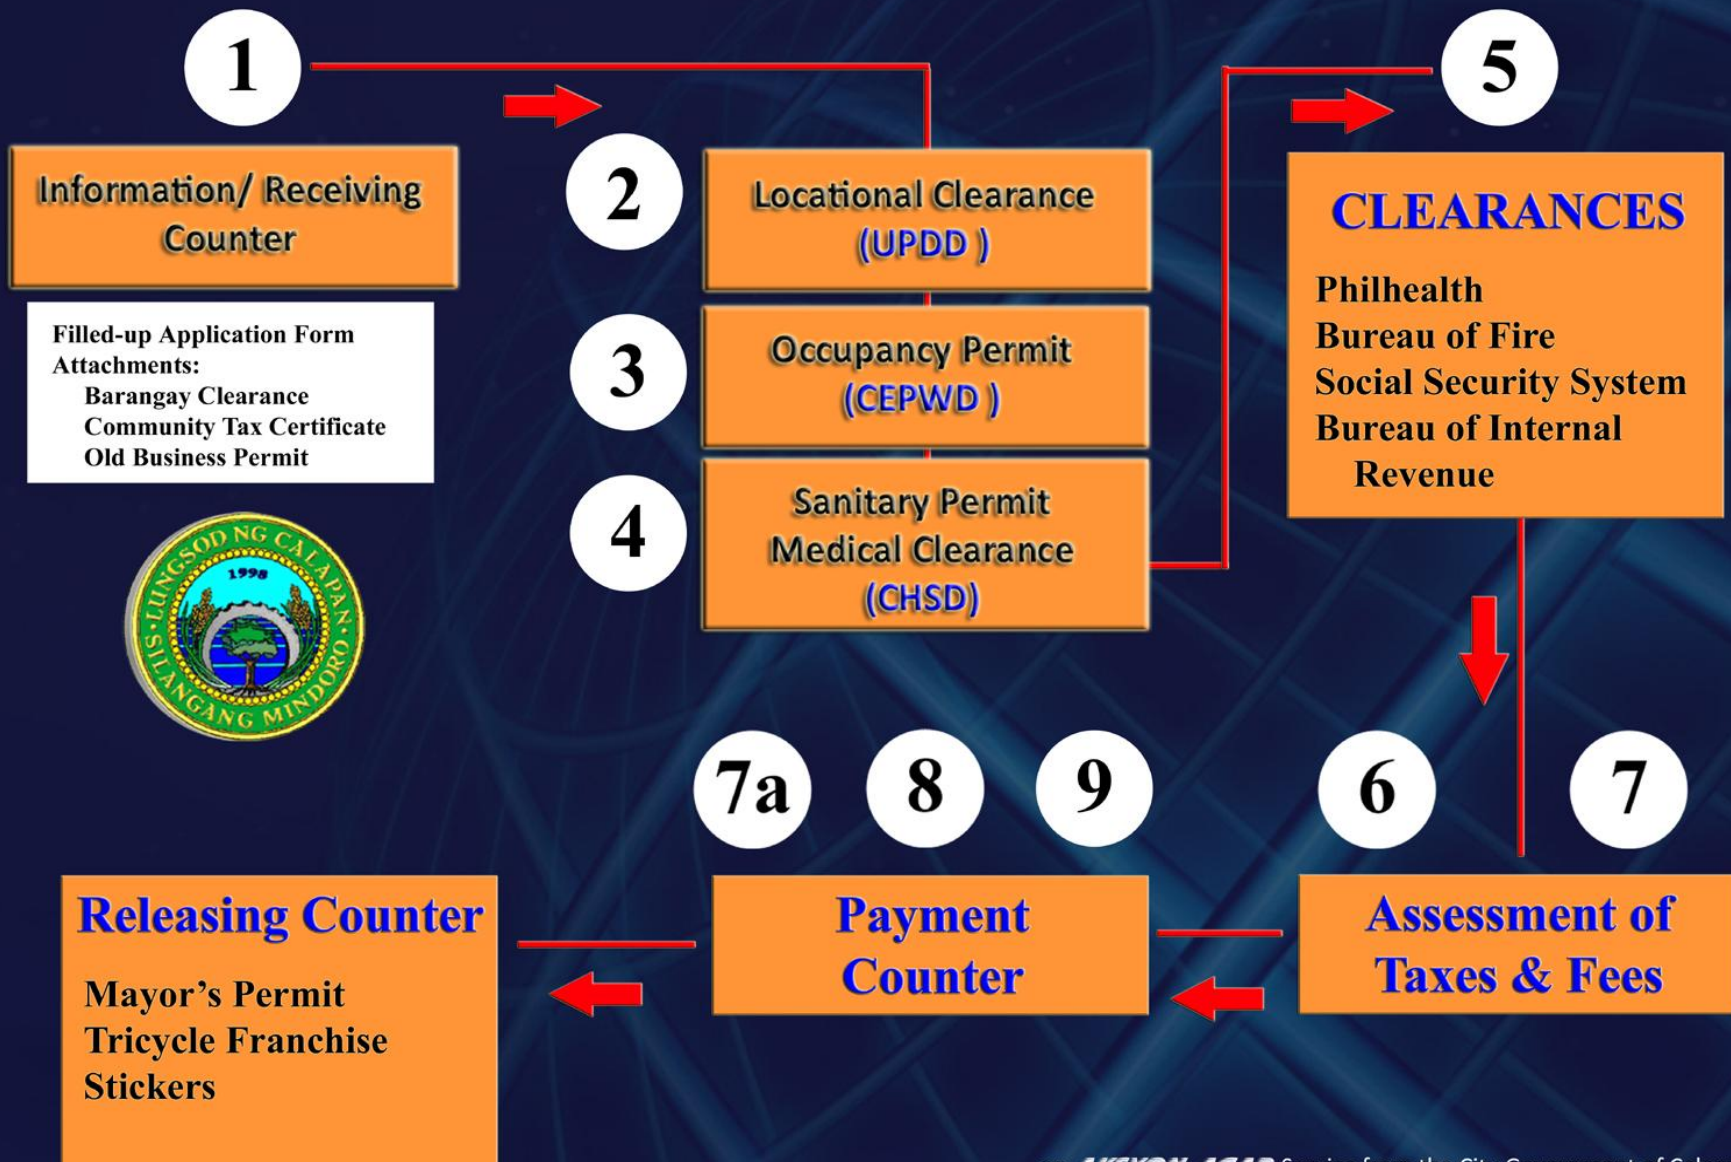 1
Information/ Receiving
Counter
Filled-up Application Form
Attachments:
Barangay Clearance
Community Tax Certificate
Old Business Permit
LUNGSOD NG CALAPAN
1998
SILANGANG MINDORO
2
Locational Clearance
(UPDD )
3
Occupancy Permit
(CEPWD )
4
Sanitary Permit
Medical Clearance
(CHSD)
5
CLEARANCES
Philhealth
Bureau of Fire
Social Security System
Bureau of Internal
Revenue
6
7
Assessment of
Taxes & Fees
7a
8
9
Payment
Counter
Releasing Counter
Mayor's Permit
Tricycle Franchise
Stickers